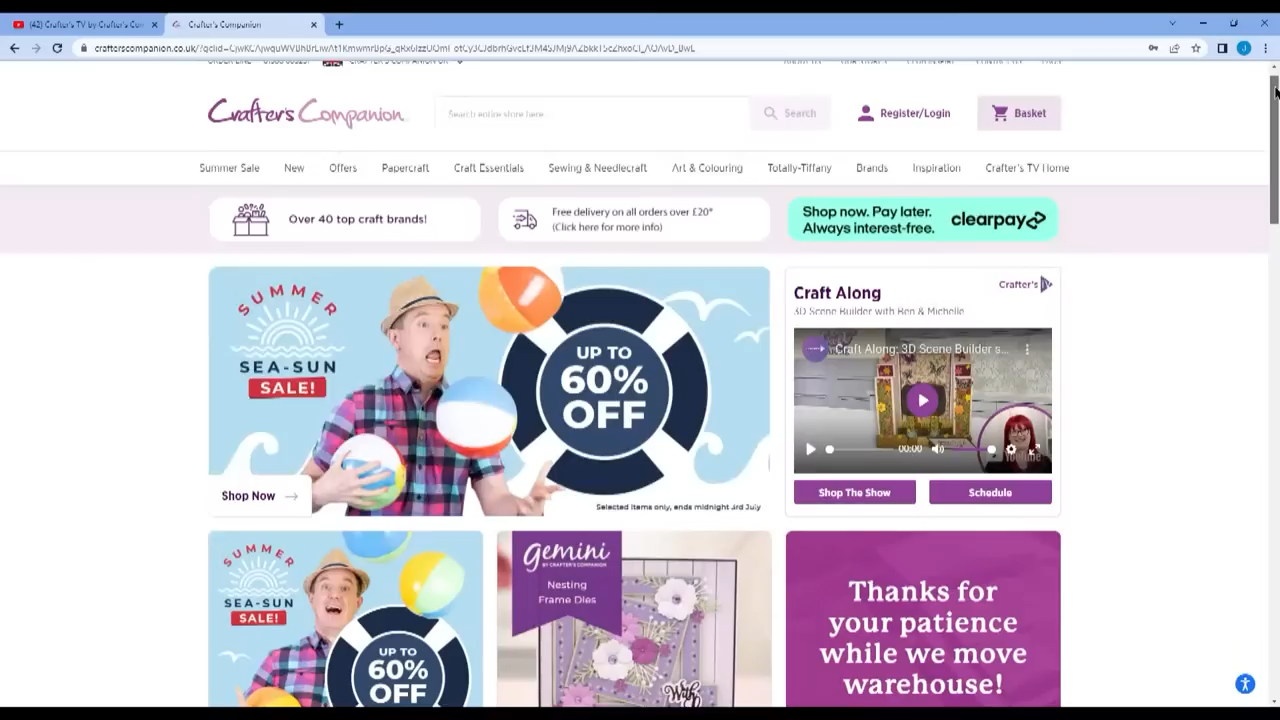 (42) Crafter's TV by Crafter's Con
Crafter's Companion
Crafter's Companion
Search entire store here...
Search
Register/Login
Basket
Summer Sale
New
Offers
Papercraft
Craft Essentials
Sewing & Needlecraft
Art & Colouring
Totally-Tiffany
Brands
Inspiration
Crafter's TV Home
Over 40 top craft brands!
Free delivery on all orders over £20*
(Click here for more info)
Shop now. Pay later.
Always interest-free.
clearpay
SUMMER
SEA-SUN
SALE!
UP TO
60%
OFF
Shop Now
Selected items only, ends midnight 3rd July
Crafter's TV
Craft Along
3D Scene Builder with Ben & Michelle
Craft Along: 3D Scene Builder s...
00:00
YouTube
Shop The Show
Schedule
SUMMER
SEA-SUN
SALE!
UP TO
60%
OFF
gemini
BY CRAFTER'S COMPANION
Nesting
Frame Dies
With
Thanks for
your patience
while we move
warehouse!